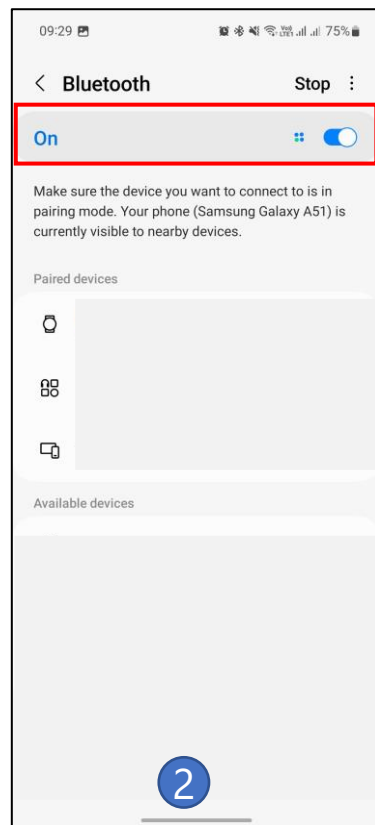 09:29 75%
Bluetooth Stop
On
Make sure the device you want to connect to is in
pairing mode. Your phone (Samsung Galaxy A51) is
currently visible to nearby devices.
Paired devices
Available devices
2